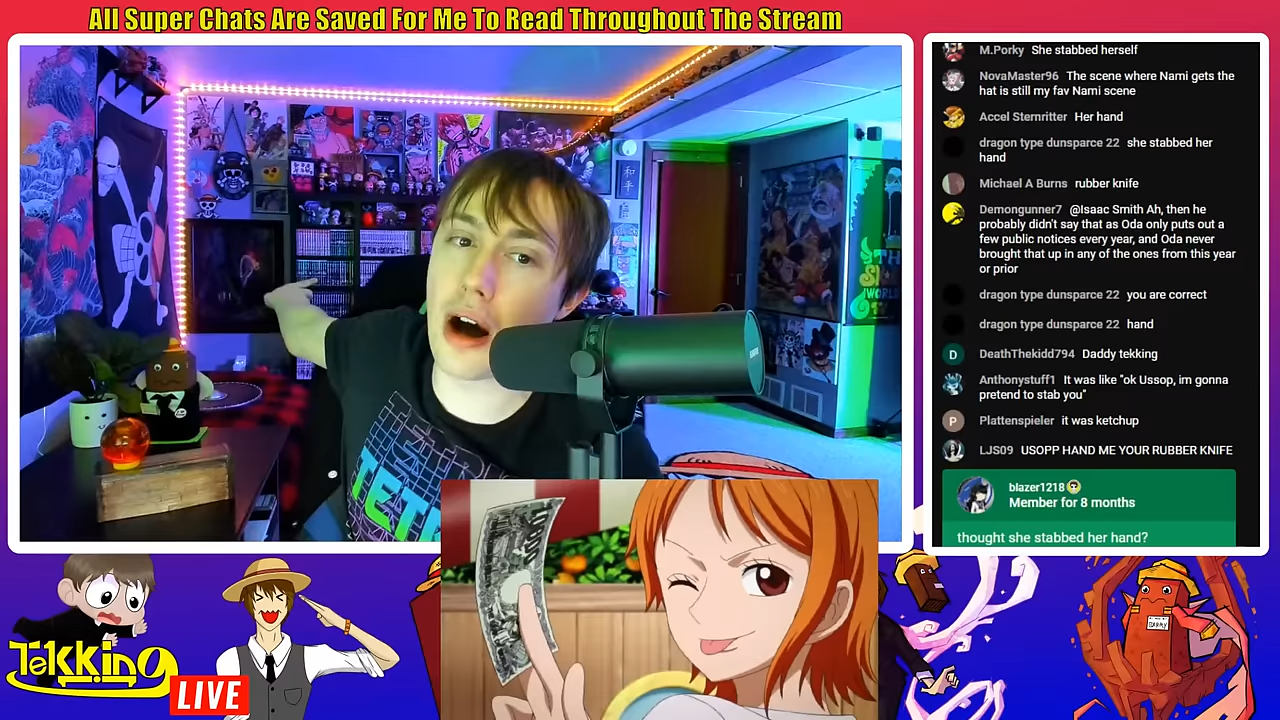 All Super Chats Are Saved For Me To Read Throughout The Stream
M.Porky She stabbed herself
NovaMaster96 The scene where Nami gets the
hat is still my fav Nami scene
Accel Sternritter Her hand
dragon type dunsparce 22 she stabbed her
hand
Michael A Burns rubber knife
Demongunner7 @Isaac Smith Ah, then he
probably didn't say that as Oda only puts out a
few public notices every year, and Oda never
brought that up in any of the ones from this year
or prior
dragon type dunsparce 22 you are correct
dragon type dunsparce 22 hand
D
DeathThekidd794 Daddy tekking
Anthonystuff1 It was like "ok Ussop, im gonna
pretend to stab you"
P
Plattenspieler it was ketchup
LJS09 USOPP HAND ME YOUR RUBBER KNIFE
blazer1218
Member for 8 months
thought she stabbed her hand?
和平
TETR
TEKKING
LIVE
BARRY